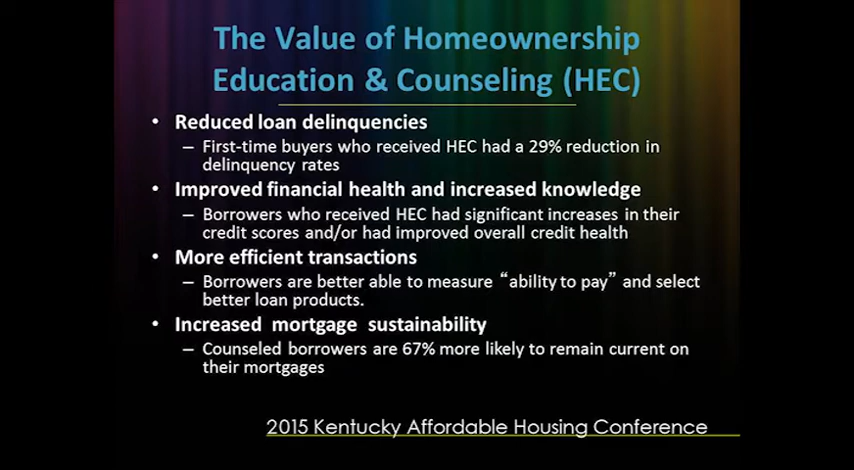 The Value of Homeownership
Education & Counseling (HEC)
• Reduced loan delinquencies
– First-time buyers who received HEC had a 29% reduction in
delinquency rates
• Improved financial health and increased knowledge
– Borrowers who received HEC had significant increases in their
credit scores and/or had improved overall credit health
• More efficient transactions
– Borrowers are better able to measure “ability to pay” and select
better loan products.
• Increased mortgage sustainability
– Counseled borrowers are 67% more likely to remain current on
their mortgages
2015 Kentucky Affordable Housing Conference